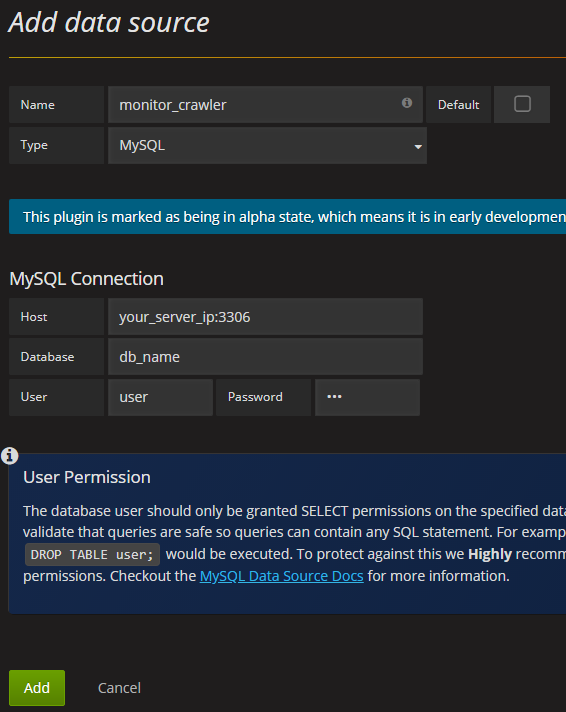 Add data source
Name monitor_crawler Default
Type MySQL
This plugin is marked as being in alpha state, which means it is in early developmen
MySQL Connection
Host your_server_ip:3306
Database db_name
User user Password •••
User Permission
The database user should only be granted SELECT permissions on the specified data
validate that queries are safe so queries can contain any SQL statement. For examp
DROP TABLE user; would be executed. To protect against this we Highly recomm
permissions. Checkout the MySQL Data Source Docs for more information.
Add Cancel